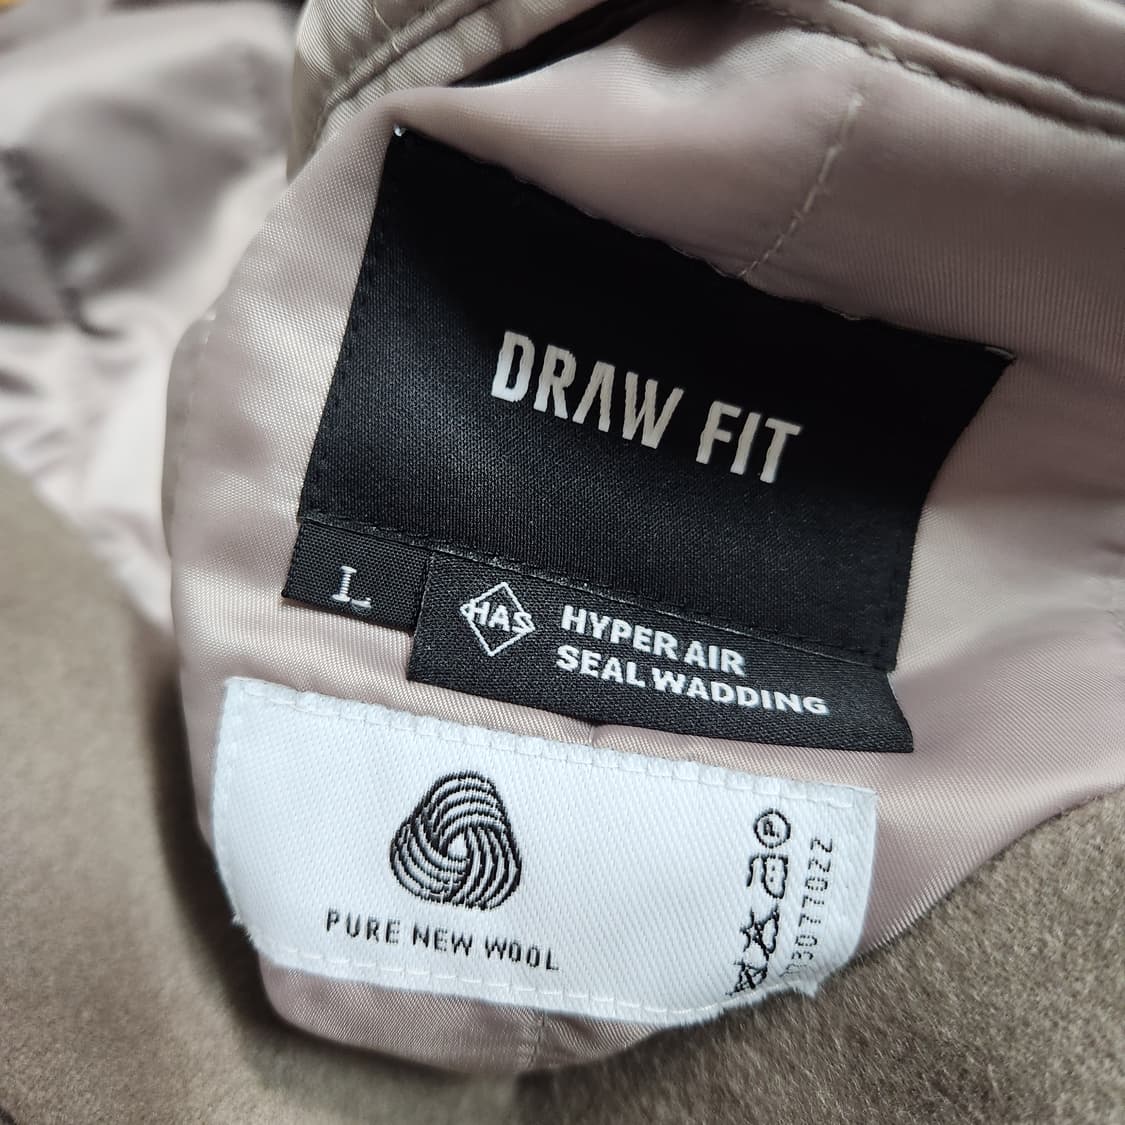 DRAW FIT
L
HAS
HYPER AIR
SEAL WADDING
PURE NEW WOOL
P